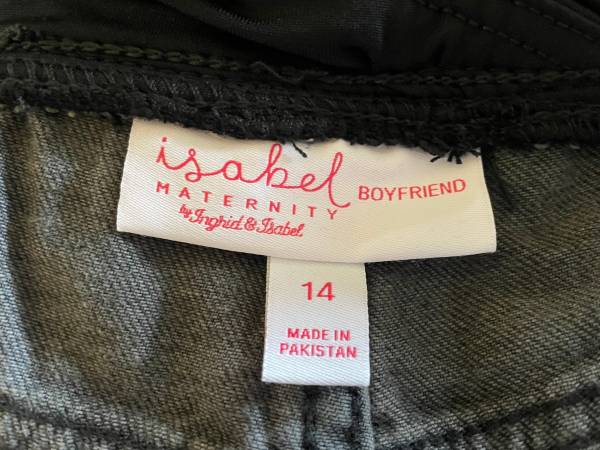 isabel
MATERNITY
by Ingrid & Isabel
BOYFRIEND
14
MADE IN
PAKISTAN